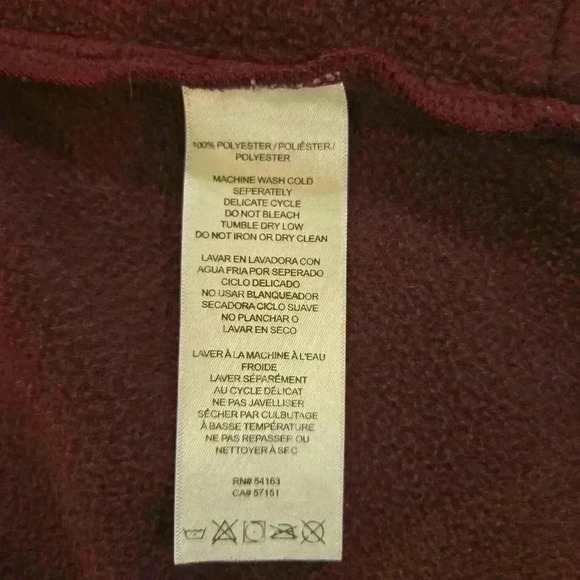 100% POLYESTER / POLIÉSTER /
POLYESTER
MACHINE WASH COLD
SEPERATELY
DELICATE CYCLE
DO NOT BLEACH
TUMBLE DRY LOW
DO NOT IRON OR DRY CLEAN
LAVAR EN LAVADORA CON
AGUA FRIA POR SEPERADO
CICLO DELICADO
NO USAR BLANQUEADOR
SECADORA CICLO SUAVE
NO PLANCHAR O
LAVAR EN SECO
LAVER À LA MACHINE À L'EAU
FROIDE
LAVER SÉPARÉMENT
AU CYCLE DÉLICAT
NE PAS JAVELLISER
SÉCHER PAR CULBUTAGE
À BASSE TEMPÉRATURE
NE PAS REPASSER OU
NETTOYER À SEC
RN# 54163
CA# 57151